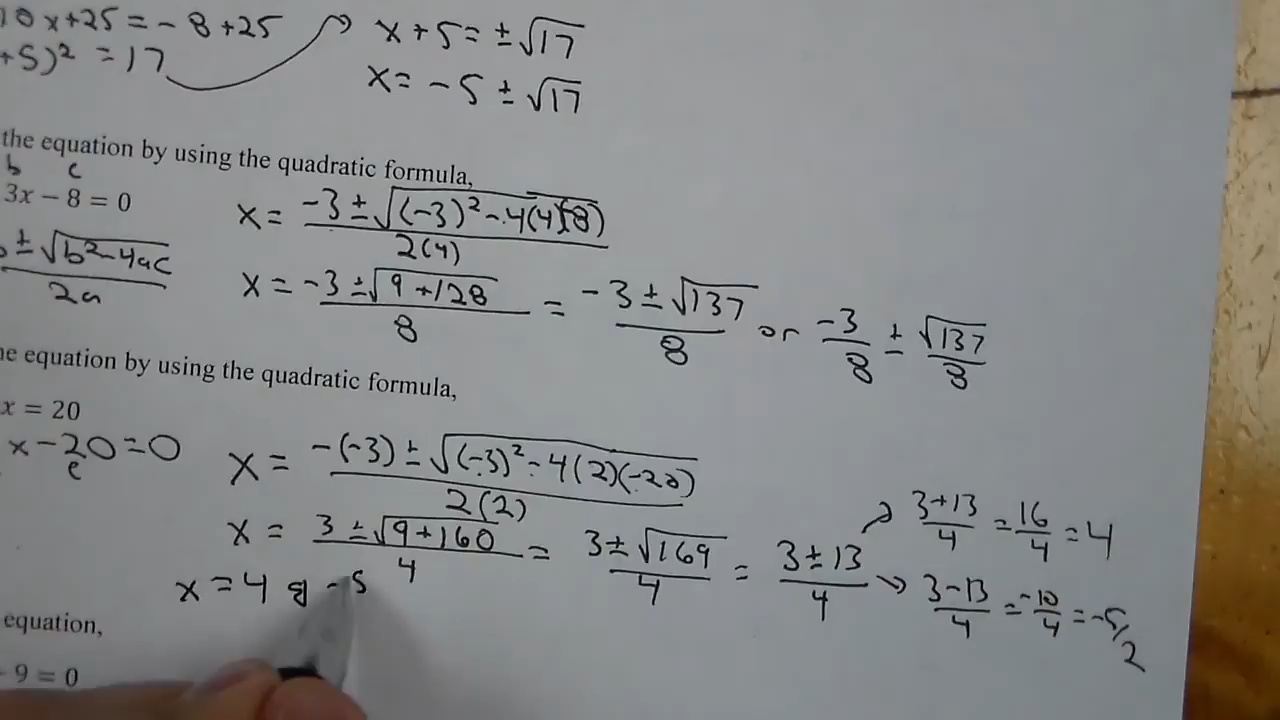 10x+25=-8+25
x+5=±√17
+5)²=17
x=-5±√17
the equation by using the quadratic formula,
b c
3x − 8 = 0
x= -3±√(-3)²-4(4)(-8) / 2(4)
±√b²-4ac / 2a
x = -3±√9+128 / 8 = -3±√137 / 8 or -3/8 ± √137/8
he equation by using the quadratic formula,
x = 20
x-20=0
c
x = -(-3)±√(-3)²-4(2)(-20) / 2(2)
x = 3±√9+160 / 4 = 3±√169 / 4 = 3±13 / 4
3+13/4 = 16/4 = 4
3-13/4 = -10/4 = -5/2
x=4 & -5
equation,
- 9 = 0